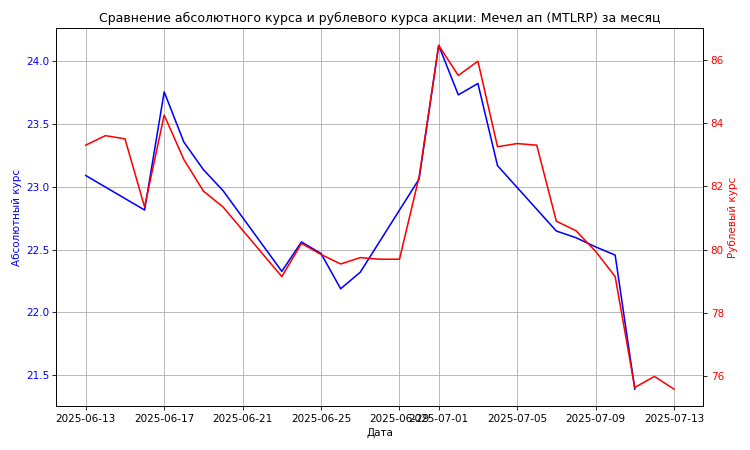 Сравнение абсолютного курса и рублевого курса акции: Мечел ап (MTLRP) за месяц
24.0
23.5
23.0
22.5
22.0
21.5
Абсолютный курс
86
84
82
80
78
76
Рублевый курс
2025-06-13 2025-06-17 2025-06-21 2025-06-25 2025-06-29 2025-07-01 2025-07-05 2025-07-09 2025-07-13
Дата